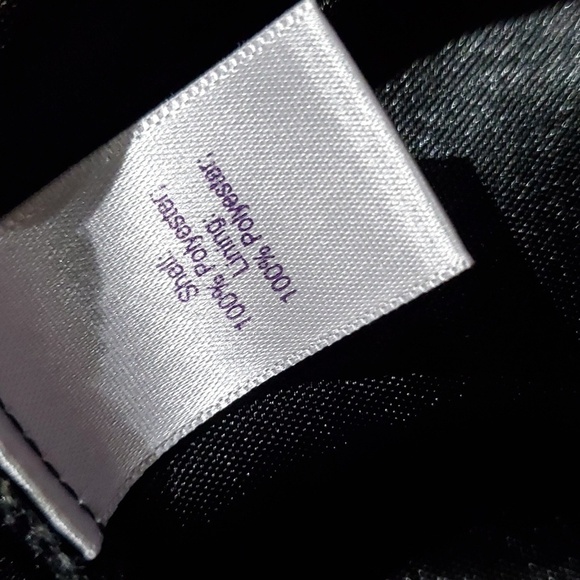 Shell:
100% Polyester;
Lining:
100% Polyester;